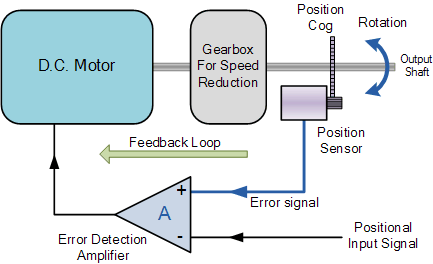 D.C. Motor
Gearbox
For Speed
Reduction
Position
Cog
Rotation
Output
Shaft
Position
Sensor
Feedback Loop
Error signal
+
A
-
Error Detection
Amplifier
Positional
Input Signal